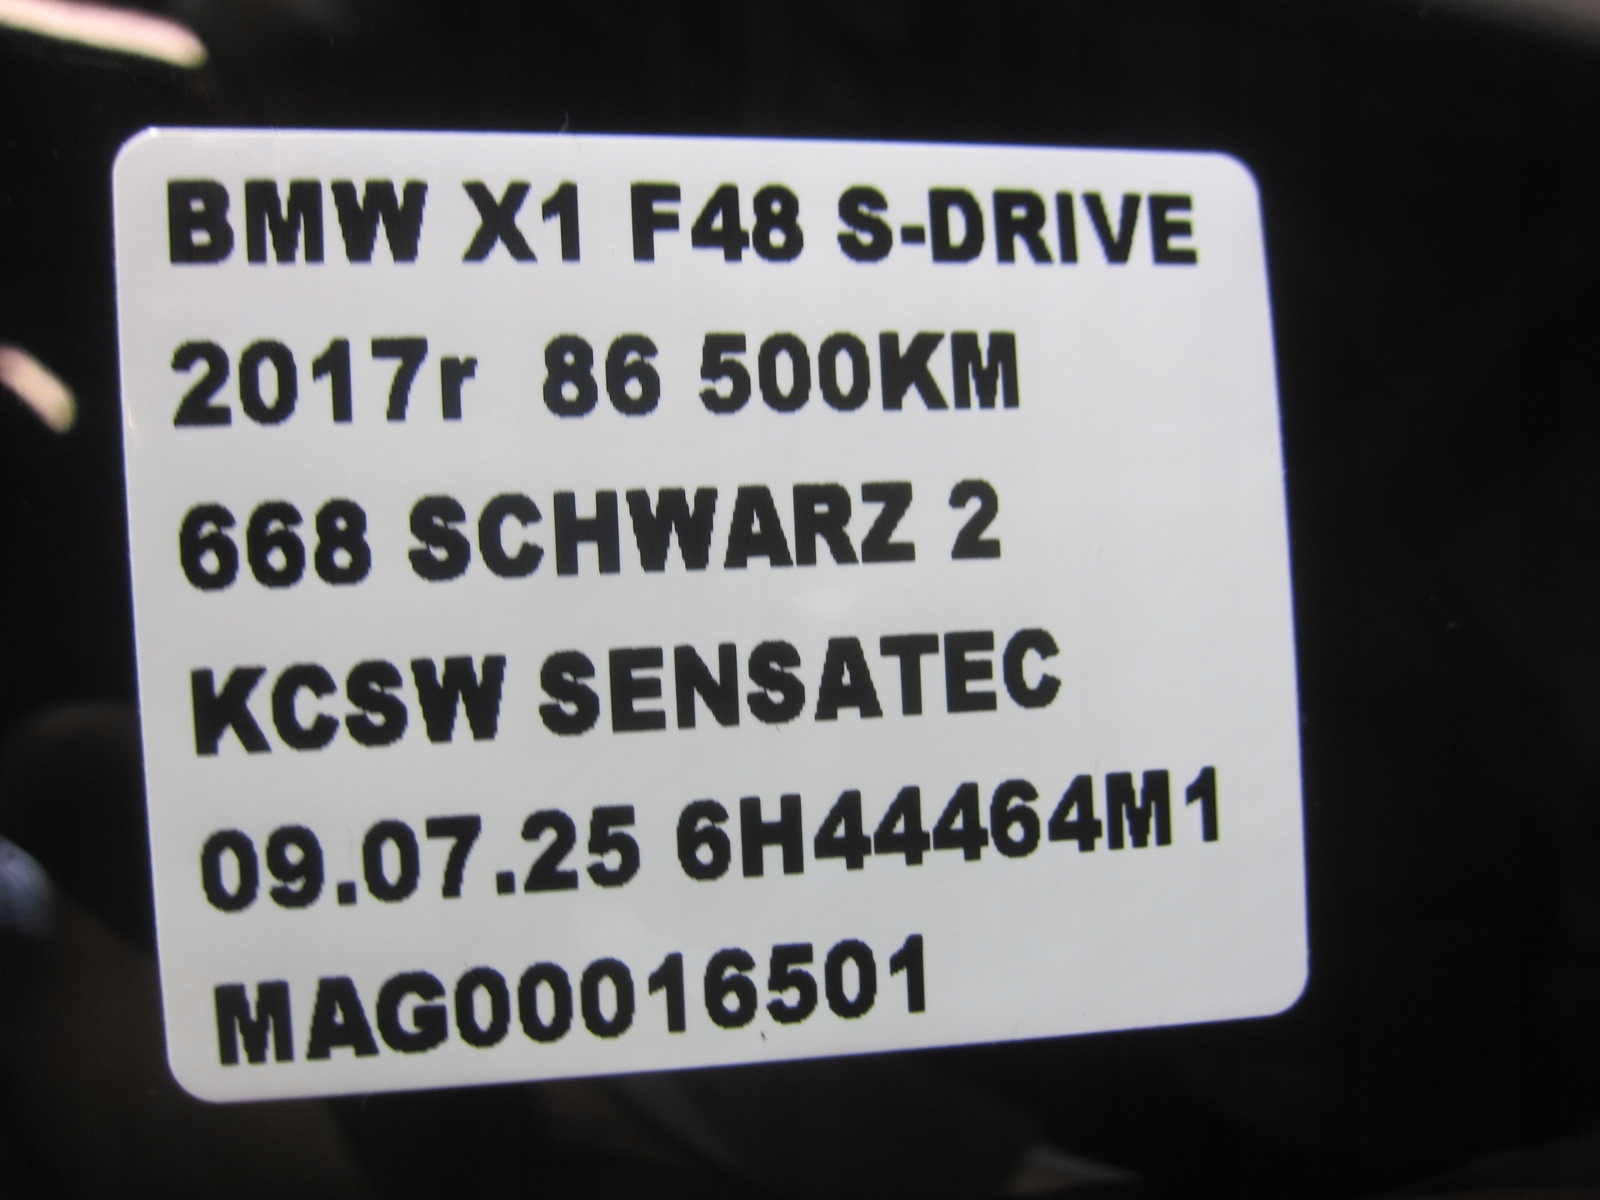 BMW X1 F48 S-DRIVE
2017r 86 500KM
668 SCHWARZ 2
KCSW SENSATEC
09.07.25 6H44464M1
MAG00016501